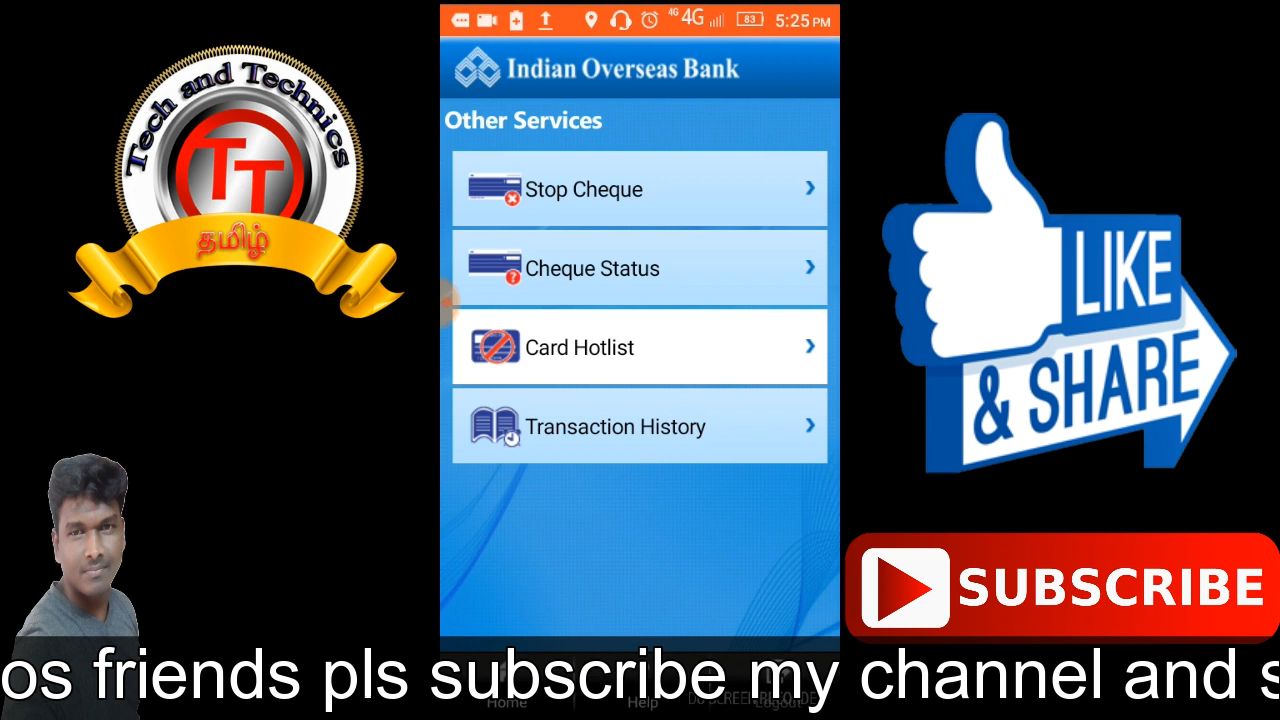 Tech and Technics
TT
தமிழ்
4G 4G 83 5:25 PM
Indian Overseas Bank
Other Services
Stop Cheque
Cheque Status
Card Hotlist
Transaction History
LIKE
& SHARE
SUBSCRIBE
os friends pls subscribe my channel and s
Home
Help
Logout